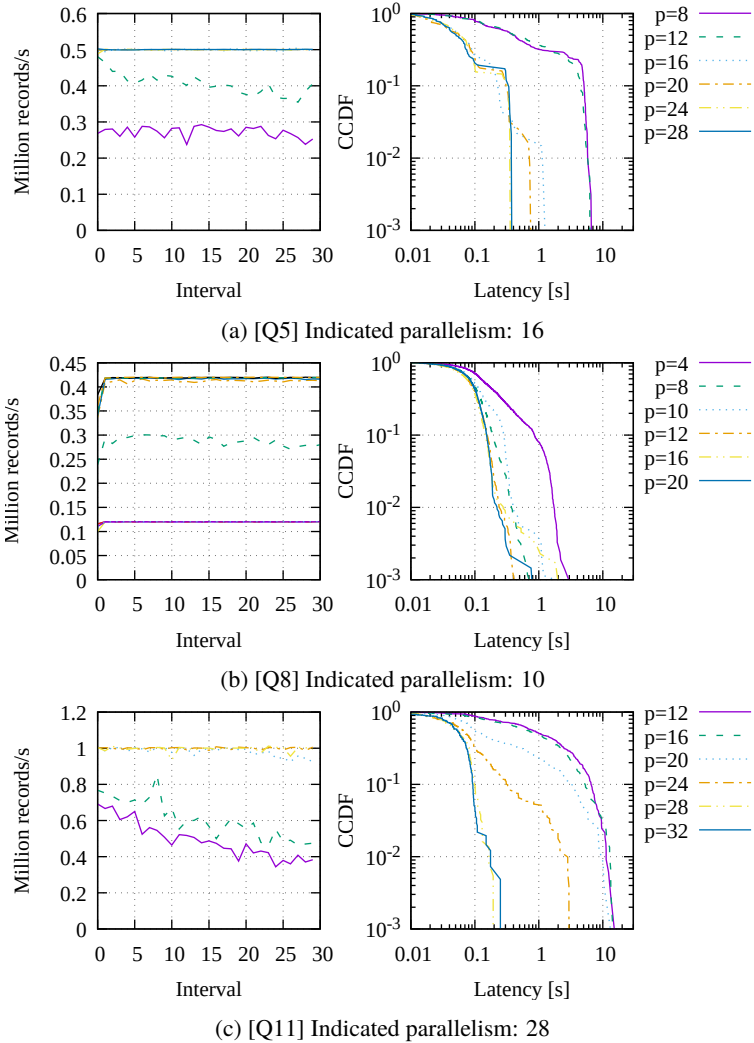 Million records/s
0.6
0.5
0.4
0.3
0.2
0.1
0
0 5 10 15 20 25 30
Interval
CCDF
10^0
10^-1
10^-2
10^-3
0.01 0.1 1 10
Latency [s]
p=8
p=12
p=16
p=20
p=24
p=28
(a) [Q5] Indicated parallelism: 16
Million records/s
0.45
0.4
0.35
0.3
0.25
0.2
0.15
0.1
0.05
0
0 5 10 15 20 25 30
Interval
CCDF
10^0
10^-1
10^-2
10^-3
0.01 0.1 1 10
Latency [s]
p=4
p=8
p=10
p=12
p=16
p=20
(b) [Q8] Indicated parallelism: 10
Million records/s
1.2
1
0.8
0.6
0.4
0.2
0
0 5 10 15 20 25 30
Interval
CCDF
10^0
10^-1
10^-2
10^-3
0.01 0.1 1 10
Latency [s]
p=12
p=16
p=20
p=24
p=28
p=32
(c) [Q11] Indicated parallelism: 28